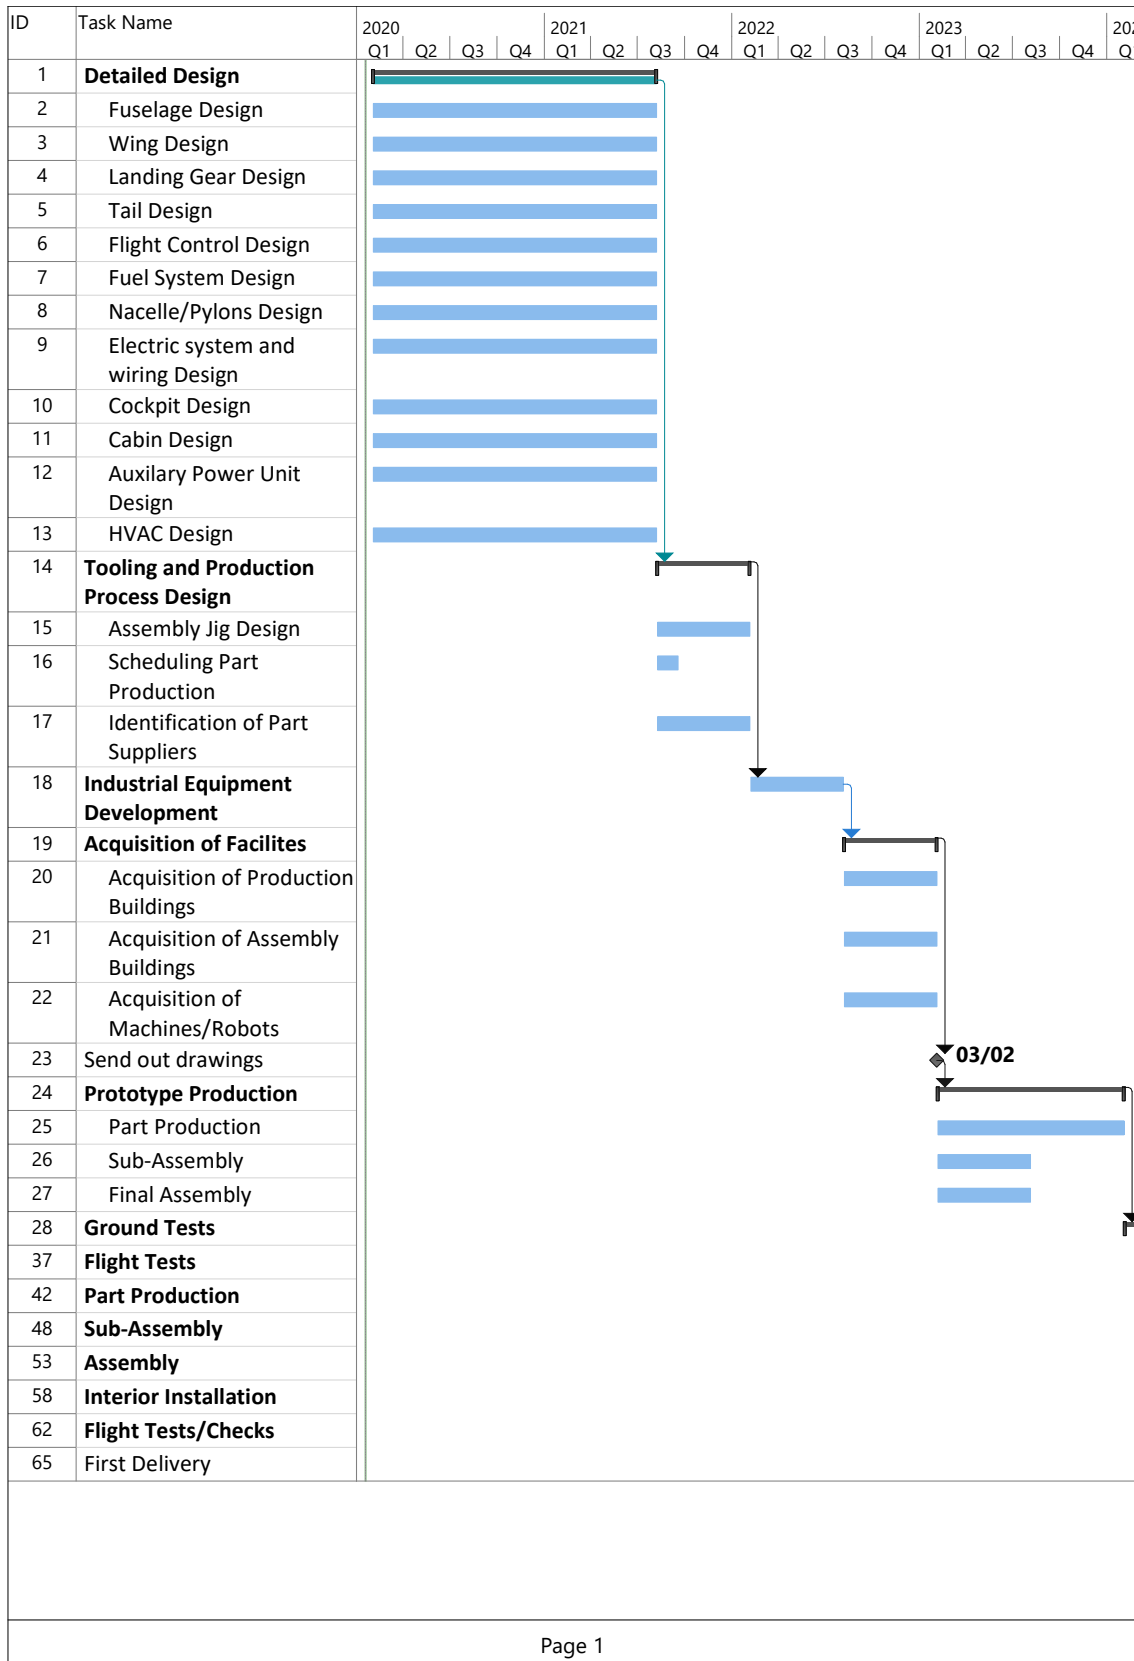 ID Task Name 2020 2021 2022 2023
Q1 Q2 Q3 Q4 Q1 Q2 Q3 Q4 Q1 Q2 Q3 Q4 Q1 Q2 Q3 Q4
1 Detailed Design
2 Fuselage Design
3 Wing Design
4 Landing Gear Design
5 Tail Design
6 Flight Control Design
7 Fuel System Design
8 Nacelle/Pylons Design
9 Electric system and
wiring Design
10 Cockpit Design
11 Cabin Design
12 Auxilary Power Unit
Design
13 HVAC Design
14 Tooling and Production
Process Design
15 Assembly Jig Design
16 Scheduling Part
Production
17 Identification of Part
Suppliers
18 Industrial Equipment
Development
19 Acquisition of Facilites
20 Acquisition of Production
Buildings
21 Acquisition of Assembly
Buildings
22 Acquisition of
Machines/Robots
23 Send out drawings 03/02
24 Prototype Production
25 Part Production
26 Sub-Assembly
27 Final Assembly
28 Ground Tests
37 Flight Tests
42 Part Production
48 Sub-Assembly
53 Assembly
58 Interior Installation
62 Flight Tests/Checks
65 First Delivery
Page 1